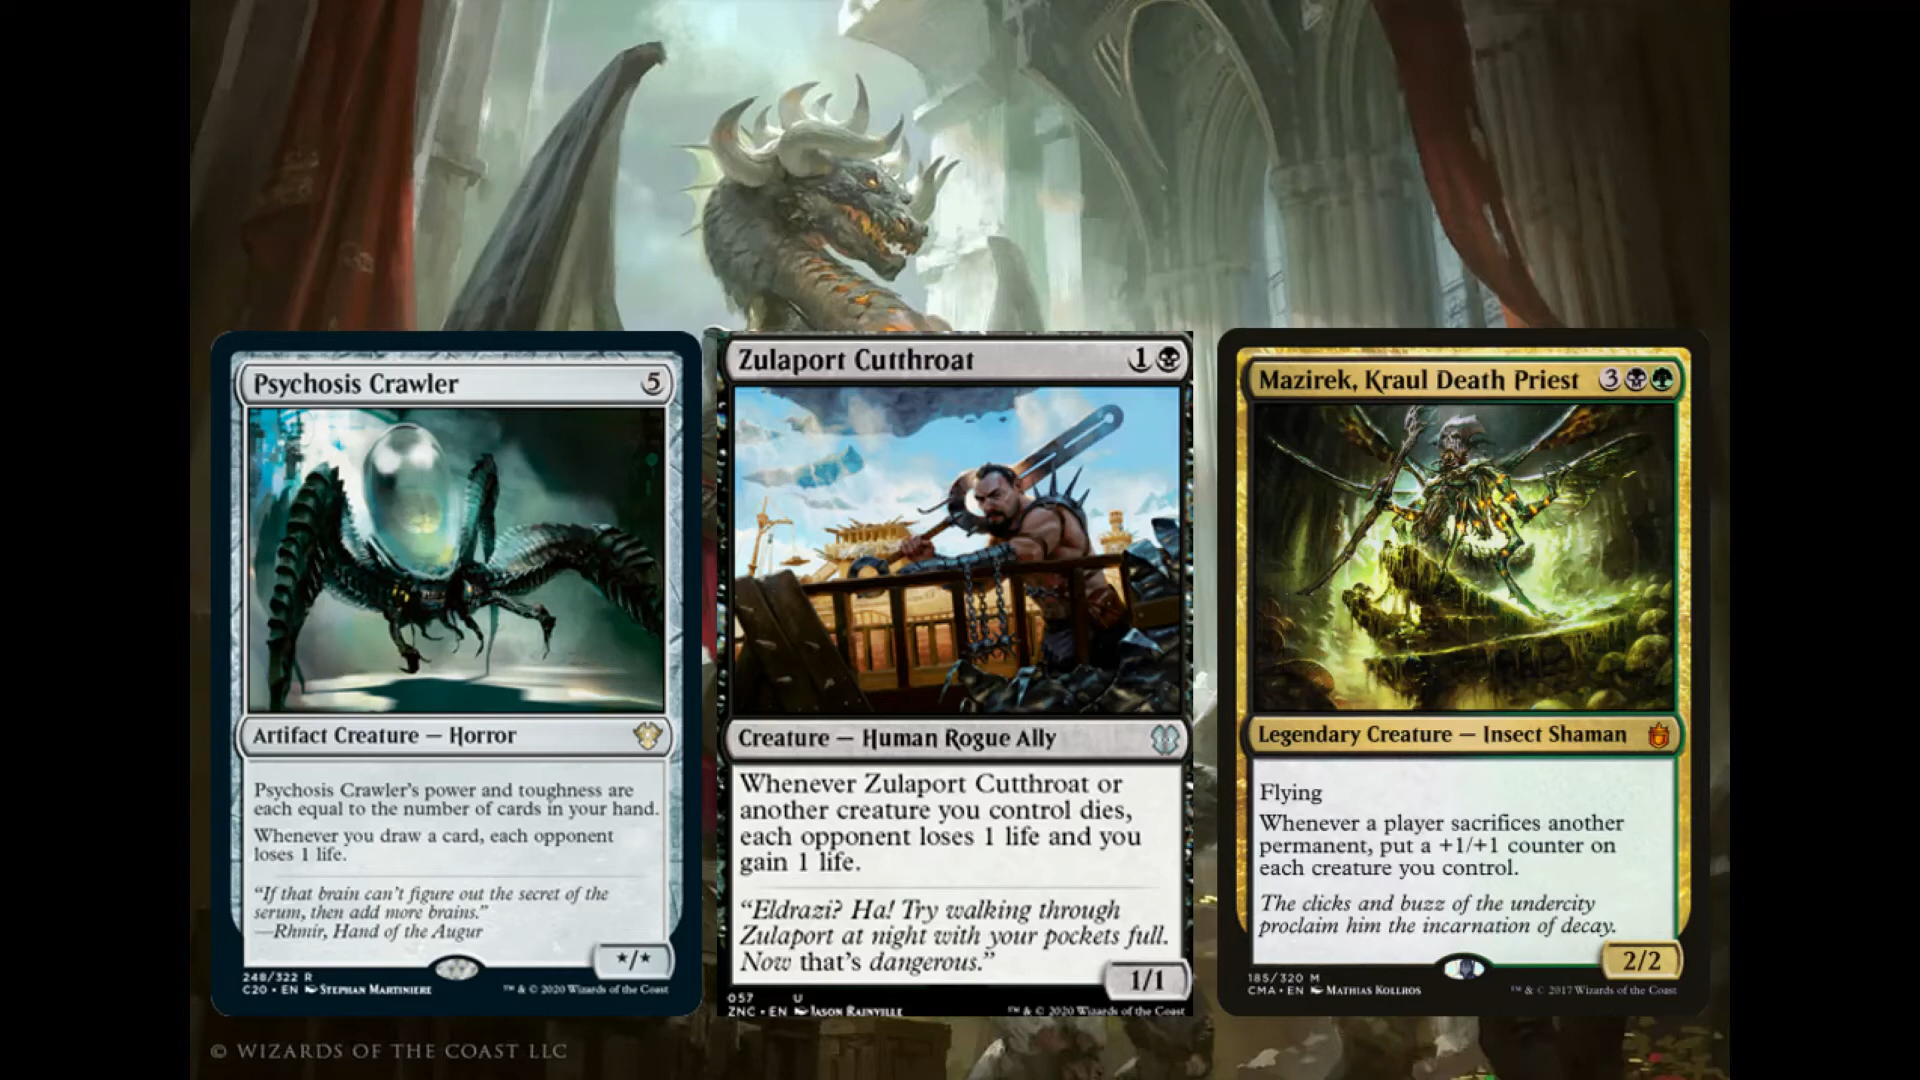 Psychosis Crawler 5
Artifact Creature — Horror
Psychosis Crawler's power and toughness are
each equal to the number of cards in your hand.
Whenever you draw a card, each opponent
loses 1 life.
"If that brain can't figure out the secret of the
serum, then add more brains."
—Rhmir, Hand of the Augur
*/*
248/322 R
C20 • EN Stephan Martiniere
™ & © 2020 Wizards of the Coast
Zulaport Cutthroat 1
Creature — Human Rogue Ally
Whenever Zulaport Cutthroat or
another creature you control dies,
each opponent loses 1 life and you
gain 1 life.
"Eldrazi? Ha! Try walking through
Zulaport at night with your pockets full.
Now that's dangerous."
1/1
057 U
ZNC • EN Jason Rainville
™ & © 2020 Wizards of the Coast
Mazirek, Kraul Death Priest 3
Legendary Creature — Insect Shaman
Flying
Whenever a player sacrifices another
permanent, put a +1/+1 counter on
each creature you control.
The clicks and buzz of the undercity
proclaim him the incarnation of decay.
2/2
185/320 M
CMA • EN Mathias Kollros
™ & © 2017 Wizards of the Coast
© WIZARDS OF THE COAST LLC